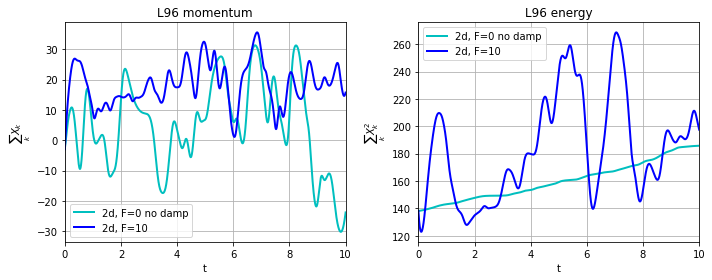 L96 momentum
∑ₖ Xₖ
30
20
10
0
−10
−20
−30
2d, F=0 no damp
2d, F=10
0 2 4 6 8 10
t
L96 energy
∑ₖ Xₖ²
260
240
220
200
180
160
140
120
2d, F=0 no damp
2d, F=10
0 2 4 6 8 10
t